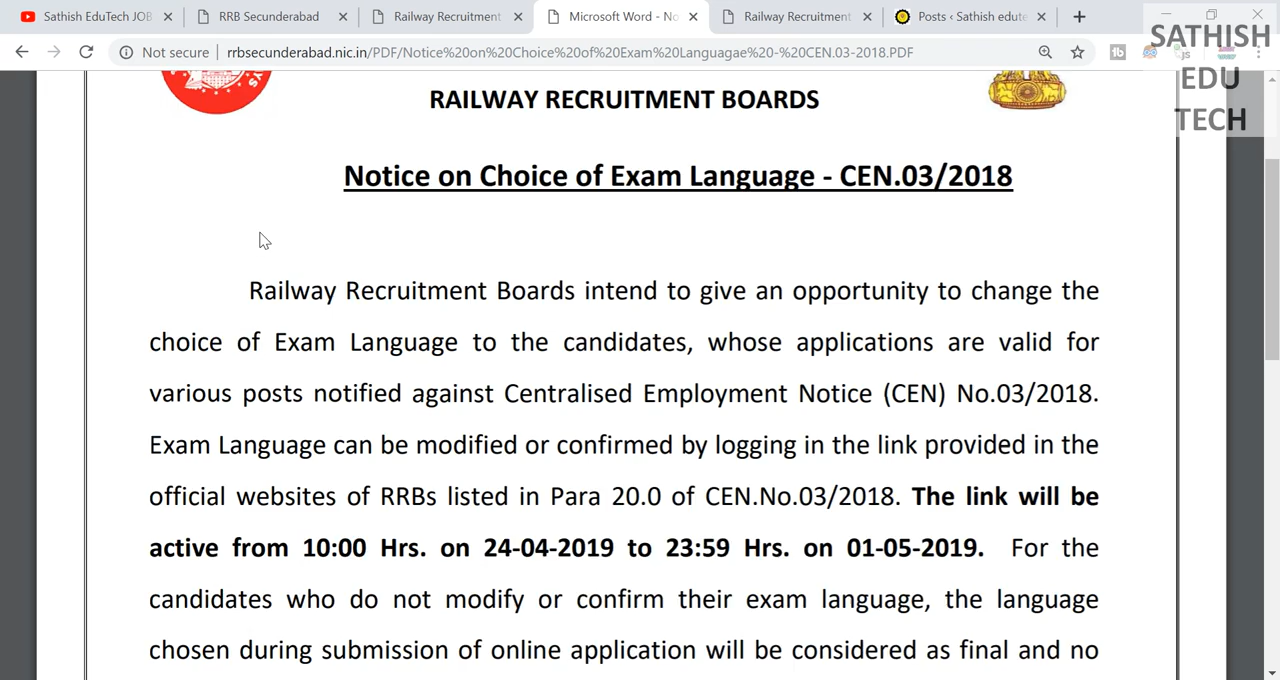 Sathish EduTech JOB
RRB Secunderabad
Railway Recruitment
Microsoft Word - No
Railway Recruitment
Posts ‹ Sathish edute
Not secure
rrbsecunderabad.nic.in/PDF/Notice%20on%20Choice%20of%20Exam%20Languagae%20-%20CEN.03-2018.PDF
SATHISH
EDU
TECH
RAILWAY RECRUITMENT BOARDS
Notice on Choice of Exam Language - CEN.03/2018
Railway Recruitment Boards intend to give an opportunity to change the
choice of Exam Language to the candidates, whose applications are valid for
various posts notified against Centralised Employment Notice (CEN) No.03/2018.
Exam Language can be modified or confirmed by logging in the link provided in the
official websites of RRBs listed in Para 20.0 of CEN.No.03/2018. The link will be
active from 10:00 Hrs. on 24-04-2019 to 23:59 Hrs. on 01-05-2019. For the
candidates who do not modify or confirm their exam language, the language
chosen during submission of online application will be considered as final and no